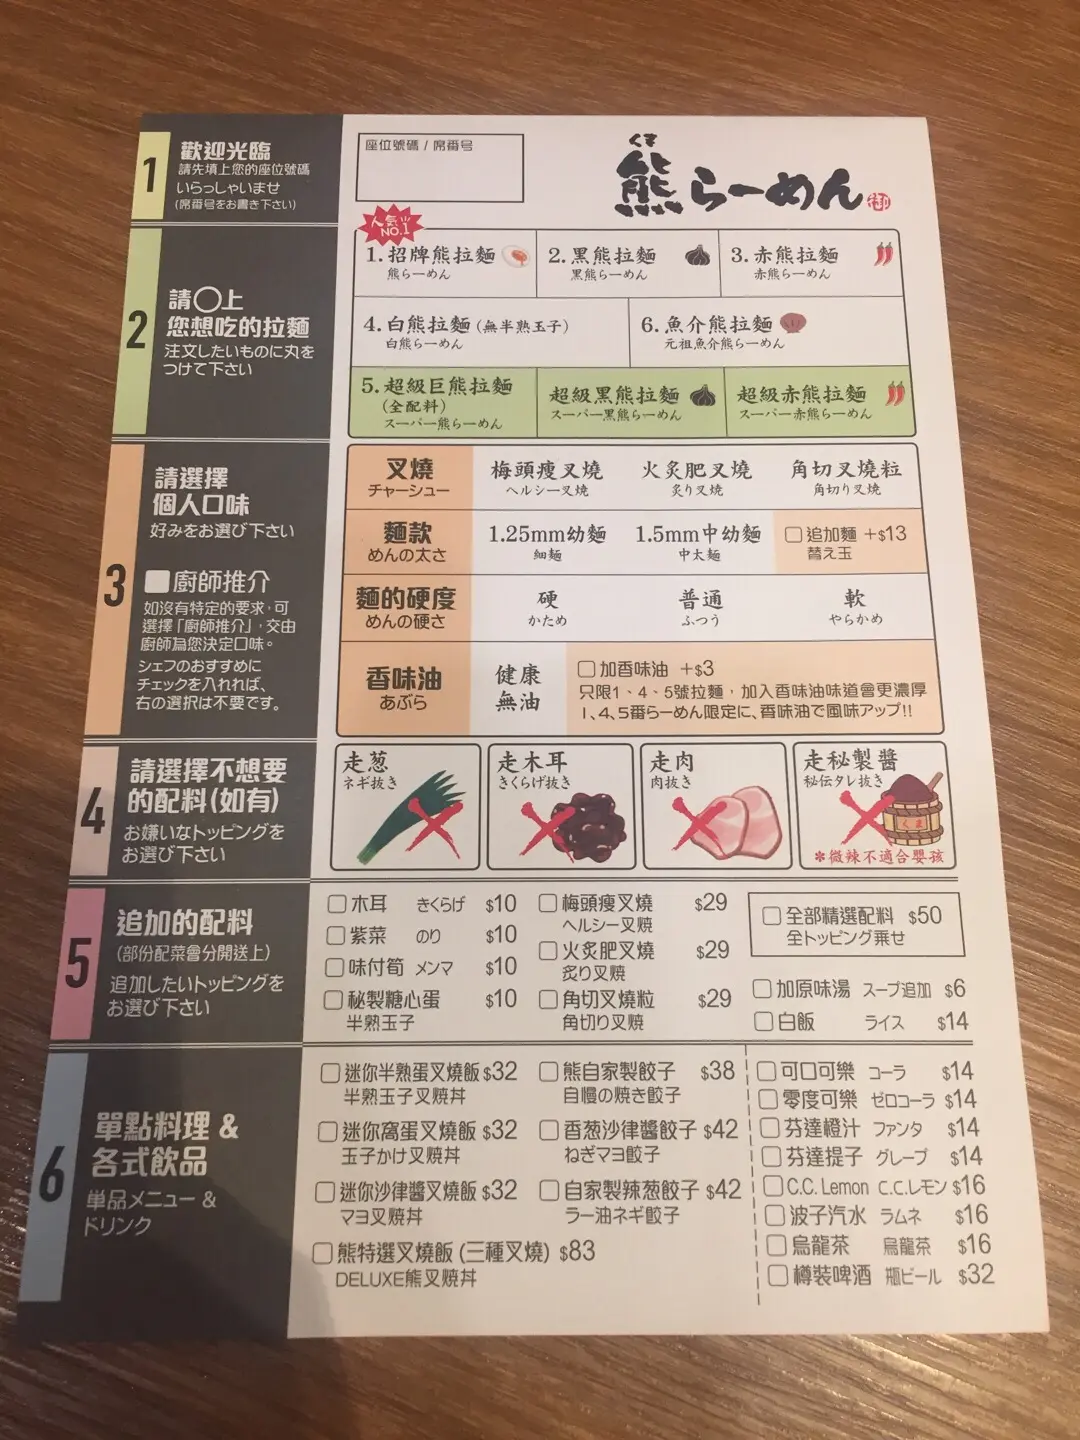 1
歡迎光臨
請先填上您的座位號碼
いらっしゃいませ
(席番号をお書き下さい)
座位號碼 / 席番号
くま
熊らーめん
御
2
請○上
您想吃的拉麵
注文したいものに丸を
つけて下さい
人気
NO.1
1.招牌熊拉麵
熊らーめん
2.黑熊拉麵
黒熊らーめん
3.赤熊拉麵
赤熊らーめん
4.白熊拉麵(無半熟玉子)
白熊らーめん
6.魚介熊拉麵
元祖魚介熊らーめん
5.超級巨熊拉麵
(全配料)
スーパー熊らーめん
超級黑熊拉麵
スーパー黒熊らーめん
超級赤熊拉麵
スーパー赤熊らーめん
3
請選擇
個人口味
好みをお選び下さい
廚師推介
如沒有特定的要求，可
選擇「廚師推介」，交由
廚師為您決定口味。
シェフのおすすめに
チェックを入れれば、
右の選択は不要です。
叉燒
チャーシュー
梅頭瘦叉燒
ヘルシー叉焼
火炙肥叉燒
炙り叉焼
角切叉燒粒
角切り叉焼
麵款
めんの太さ
1.25mm幼麵
細麺
1.5mm中幼麵
中太麺
追加麵 +$13
替え玉
麵的硬度
めんの硬さ
硬
かため
普通
ふつう
軟
やらかめ
香味油
あぶら
健康
無油
加香味油 +$3
只限1、4、5號拉麵，加入香味油味道會更濃厚
1、4、5番らーめん限定に、香味油で風味アップ!!
4
請選擇不想要
的配料(如有)
お嫌いなトッピングを
お選び下さい
走葱
ネギ抜き
走木耳
きくらげ抜き
走肉
肉抜き
走秘製醬
秘伝タレ抜き
くま
*微辣不適合嬰孩
5
追加的配料
(部份配菜會分開送上)
追加したいトッピングを
お選び下さい
木耳 きくらげ $10
紫菜 のり $10
味付筍 メンマ $10
秘製糖心蛋 $10
半熟玉子
梅頭瘦叉燒 $29
ヘルシー叉焼
火炙肥叉燒 $29
炙り叉焼
角切叉燒粒 $29
角切り叉焼
全部精選配料 $50
全トッピング乗せ
加原味湯 スープ追加 $6
白飯 ライス $14
6
單點料理 &
各式飲品
単品メニュー &
ドリンク
迷你半熟蛋叉燒飯 $32
半熟玉子叉焼丼
迷你窩蛋叉燒飯 $32
玉子かけ叉焼丼
迷你沙律醬叉燒飯 $32
マヨ叉焼丼
熊特選叉燒飯 (三種叉燒) $83
DELUXE熊叉焼丼
熊自家製餃子 $38
自慢の焼き餃子
香葱沙律醬餃子 $42
ねぎマヨ餃子
自家製辣葱餃子 $42
ラー油ネギ餃子
可口可樂 コーラ $14
零度可樂 ゼロコーラ $14
芬達橙汁 ファンタ $14
芬達提子 グレープ $14
C.C. Lemon C.C.レモン $16
波子汽水 ラムネ $16
烏龍茶 烏龍茶 $16
樽裝啤酒 瓶ビール $32